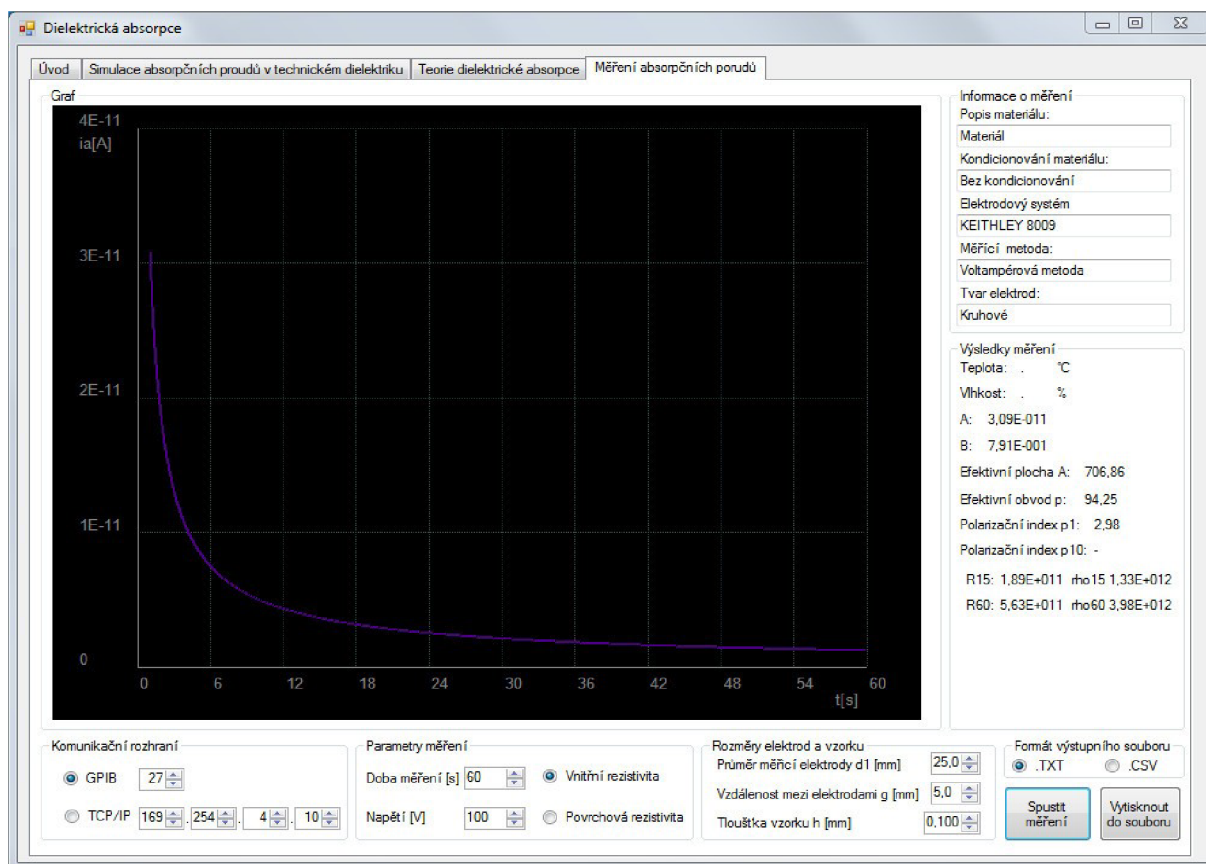 Dielektrická absorpce
Úvod
Simulace absorpčních proudů v technickém dielektriku
Teorie dielektrické absorpce
Měření absorpčních porudů
Graf
4E-11
ia[A]
3E-11
2E-11
1E-11
0
0 6 12 18 24 30 36 42 48 54 60
t[s]
Informace o měření
Popis materiálu:
Materiál
Kondicionování materiálu:
Bez kondicionování
Elektrodový systém
KEITHLEY 8009
Měřící metoda:
Voltampérová metoda
Tvar elektrod:
Kruhové
Výsledky měření
Teplota: . °C
Vlhkost: . %
A: 3,09E-011
B: 7,91E-001
Efektivní plocha A: 706,86
Efektivní obvod p: 94,25
Polarizační index p1: 2,98
Polarizační index p10: -
R15: 1,89E+011 rho15 1,33E+012
R60: 5,63E+011 rho60 3,98E+012
Komunikační rozhraní
GPIB 27
TCP/IP 169 . 254 . 4 . 10
Parametry měření
Doba měření [s] 60
Vnitřní rezistivita
Napětí [V] 100
Povrchová rezistivita
Rozměry elektrod a vzorku
Průměr měřicí elektrody d1 [mm] 25,0
Vzdálenost mezi elektrodami g [mm] 5,0
Tloušťka vzorku h [mm] 0,100
Formát výstupního souboru
.TXT .CSV
Spustit
měření
Vytisknout
do souboru